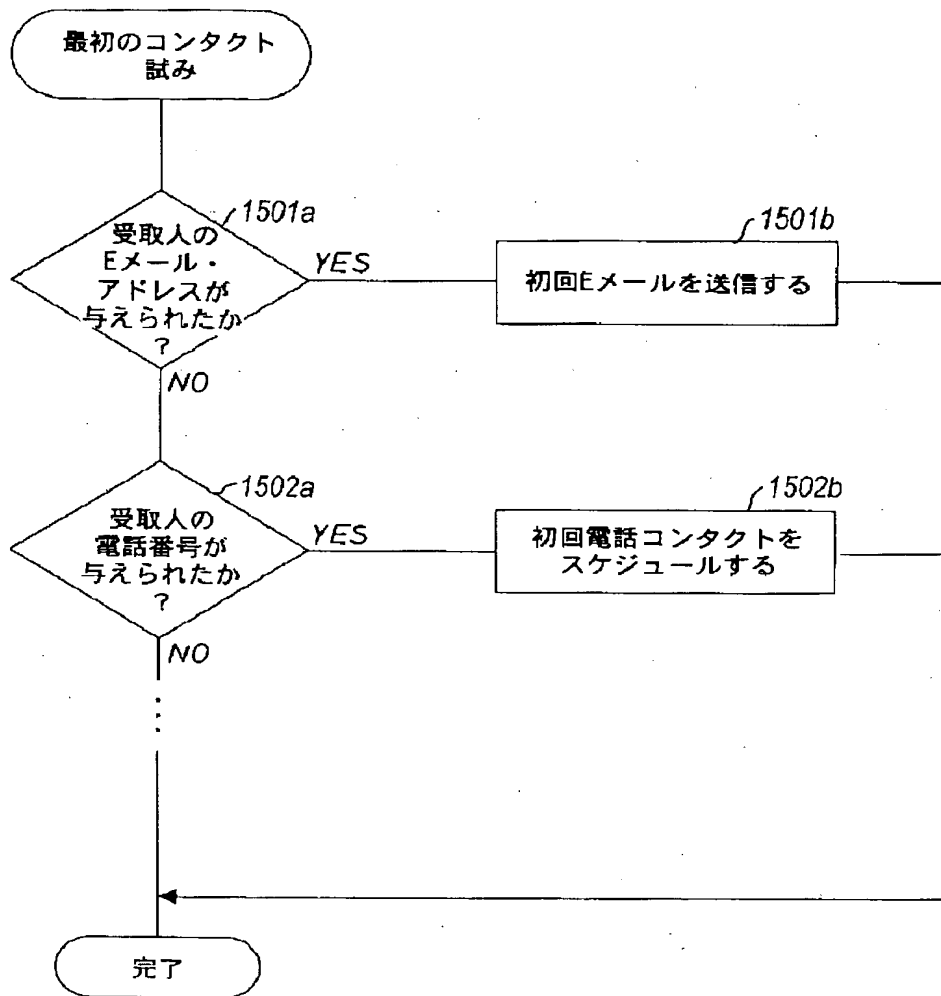 最初のコンタクト
試み
1501a
受取人の
Eメール・
アドレスが
与えられたか
?
YES
1501b
初回Eメールを送信する
NO
1502a
受取人の
電話番号が
与えられたか
?
YES
1502b
初回電話コンタクトを
スケジュールする
NO
完了